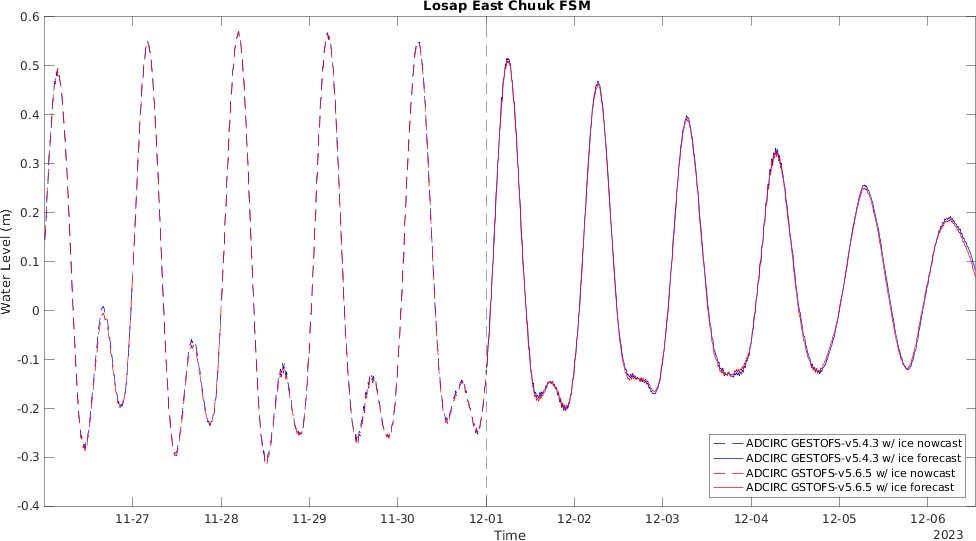 Losap East Chuuk FSM
0.6
0.5
0.4
0.3
0.2
0.1
0
-0.1
-0.2
-0.3
-0.4
Water Level (m)
ADCIRC GESTOFS-v5.4.3 w/ ice nowcast
ADCIRC GESTOFS-v5.4.3 w/ ice forecast
ADCIRC GSTOFS-v5.6.5 w/ ice nowcast
ADCIRC GSTOFS-v5.6.5 w/ ice forecast
11-27 11-28 11-29 11-30 12-01 12-02 12-03 12-04 12-05 12-06
Time 2023